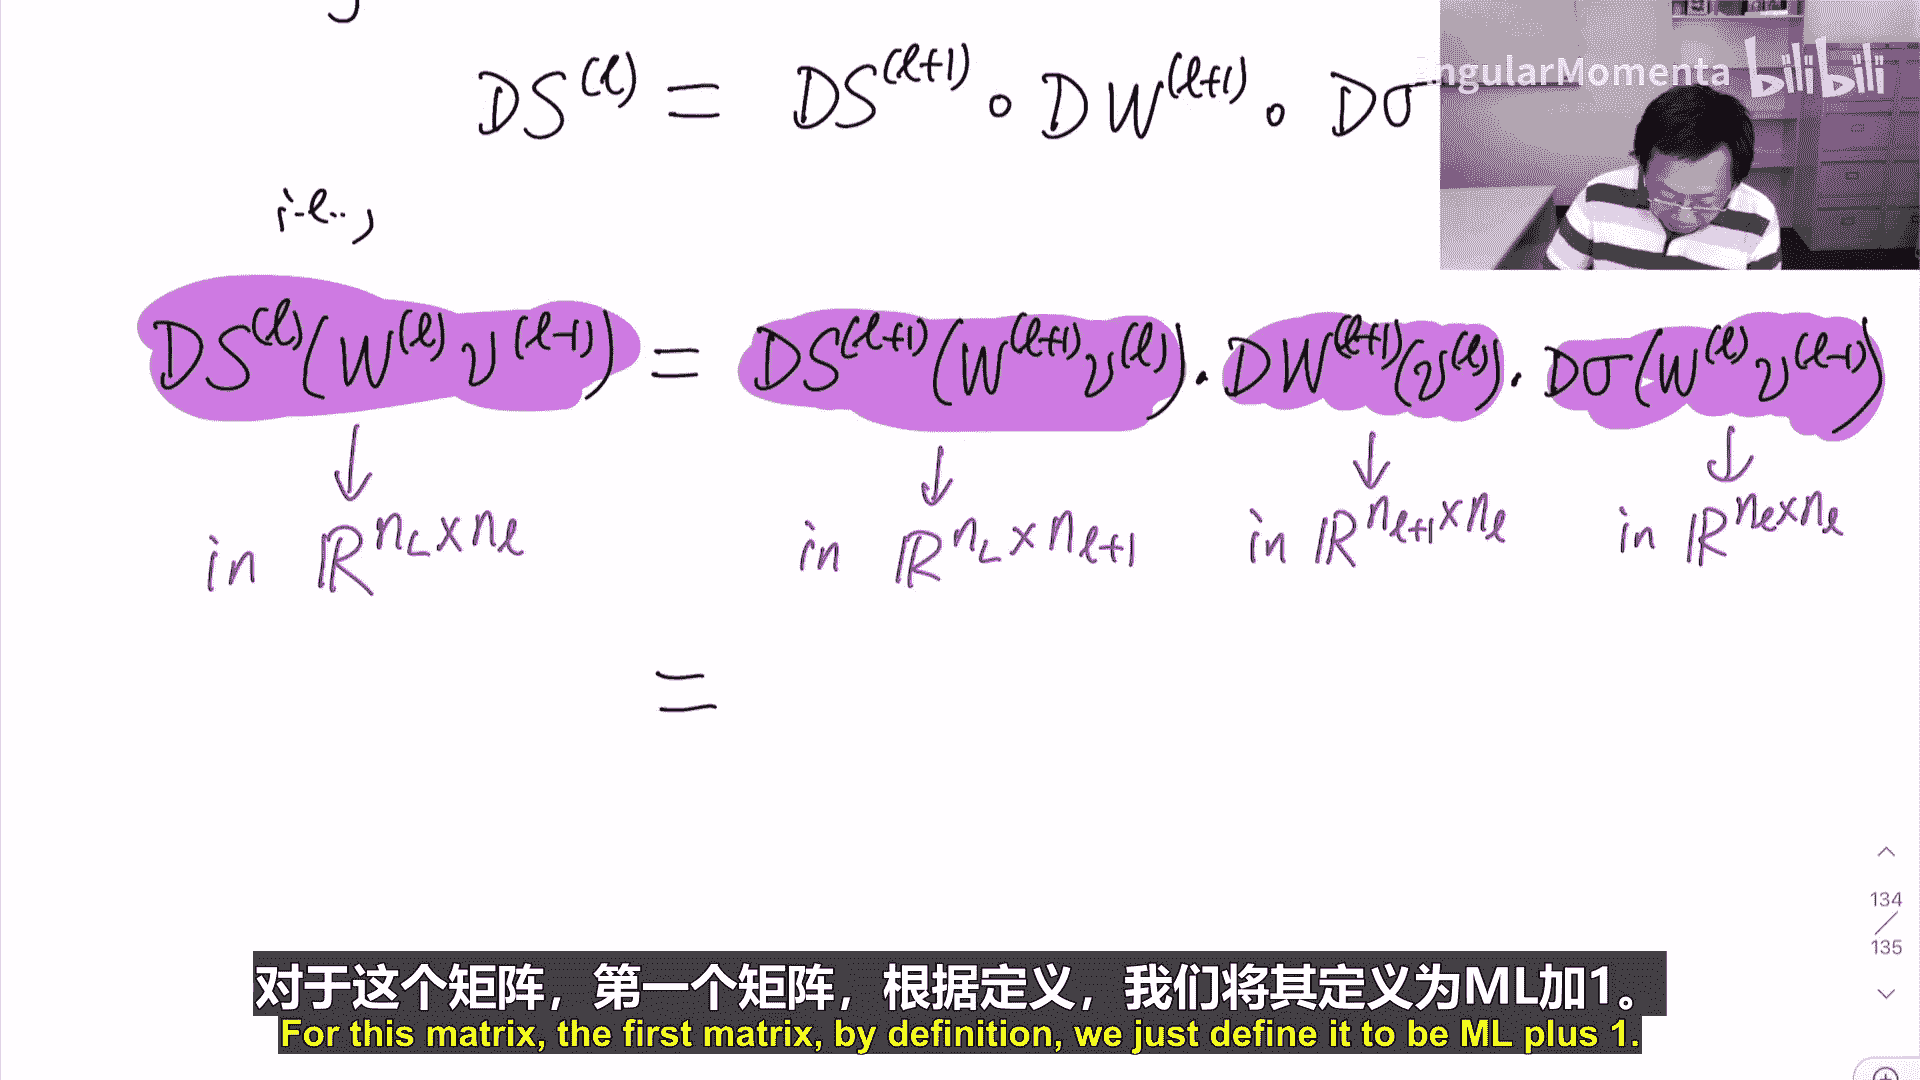 DS^(ℓ) = DS^(ℓ+1) ∘ DW^(ℓ+1) ∘ Dσ
ngularMomenta bilibili
i.e.,
DS^(ℓ)(W^(ℓ) v^(ℓ-1)) = DS^(ℓ+1)(W^(ℓ+1) v^(ℓ)) · DW^(ℓ+1)(v^(ℓ)) · Dσ(W^(ℓ) v^(ℓ-1))
↓ ↓ ↓ ↓
in ℝ^{n_L×n_ℓ} in ℝ^{n_L×n_{ℓ+1}} in ℝ^{n_{ℓ+1}×n_ℓ} in ℝ^{n_ℓ×n_ℓ}
=
134
/
135
对于这个矩阵，第一个矩阵，根据定义，我们将其定义为ML加1。
For this matrix, the first matrix, by definition, we just define it to be ML plus 1.